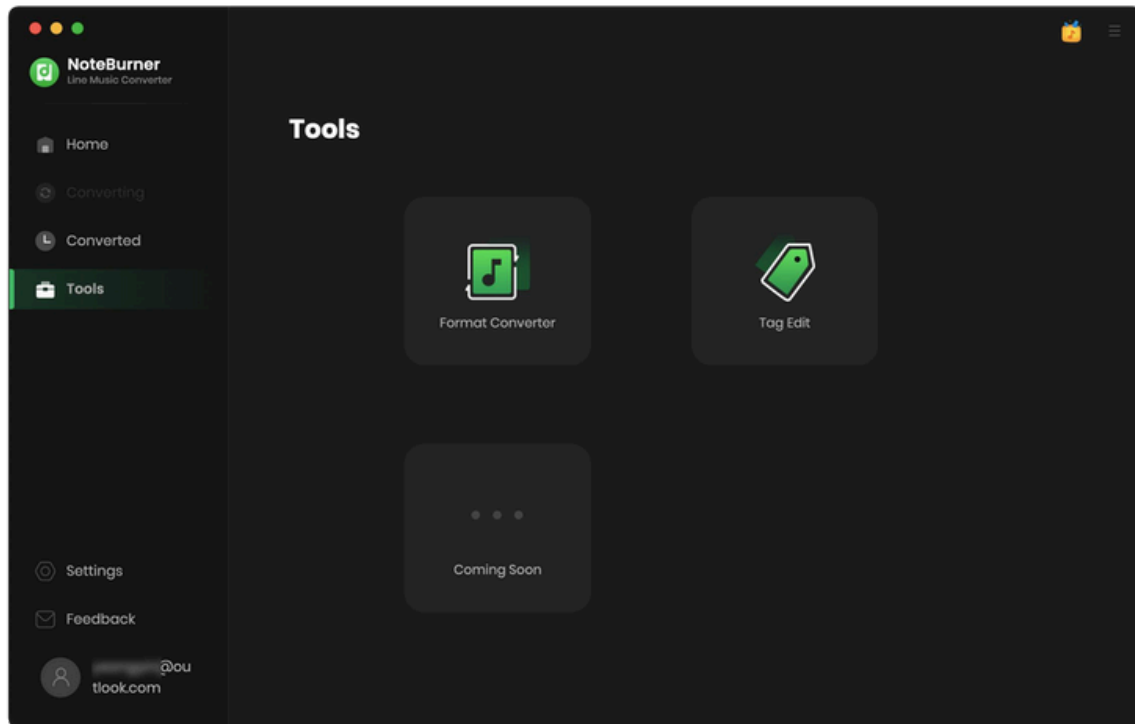 NoteBurner
Line Music Converter
Home
Converting
Converted
Tools
Settings
Feedback
@ou
tlook.com
Tools
Format Converter
Tag Edit
Coming Soon